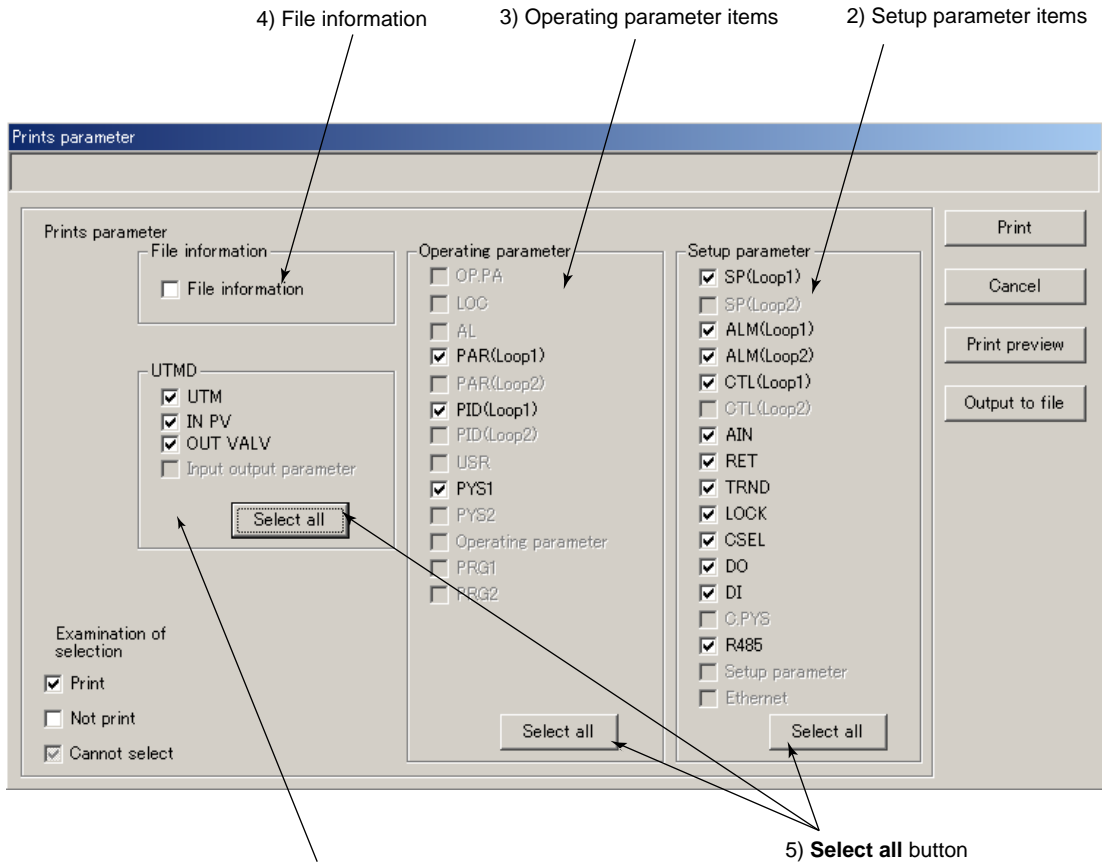 4) File information
3) Operating parameter items
2) Setup parameter items
Prints parameter
Prints parameter
File information
File information
UTMD
UTM
IN PV
OUT VALV
Input output parameter
Select all
Examination of
selection
Print
Not print
Cannot select
Operating parameter
OP.PA
LOC
AL
PAR(Loop1)
PAR(Loop2)
PID(Loop1)
PID(Loop2)
USR
PYS1
PYS2
Operating parameter
PRG1
PRG2
Select all
Setup parameter
SP(Loop1)
SP(Loop2)
ALM(Loop1)
ALM(Loop2)
CTL(Loop1)
CTL(Loop2)
AIN
RET
TRND
LOCK
CSEL
DO
DI
C.PYS
R485
Setup parameter
Ethernet
Select all
Print
Cancel
Print preview
Output to file
5) Select all button